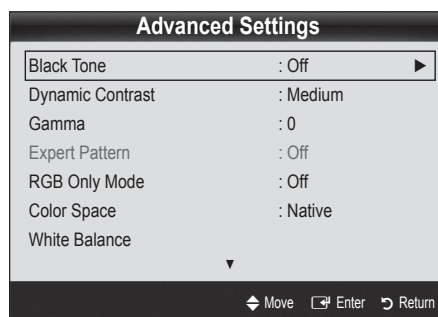 Advanced Settings
Black Tone : Off ▶
Dynamic Contrast : Medium
Gamma : 0
Expert Pattern : Off
RGB Only Mode : Off
Color Space : Native
White Balance
▼
Move Enter Return